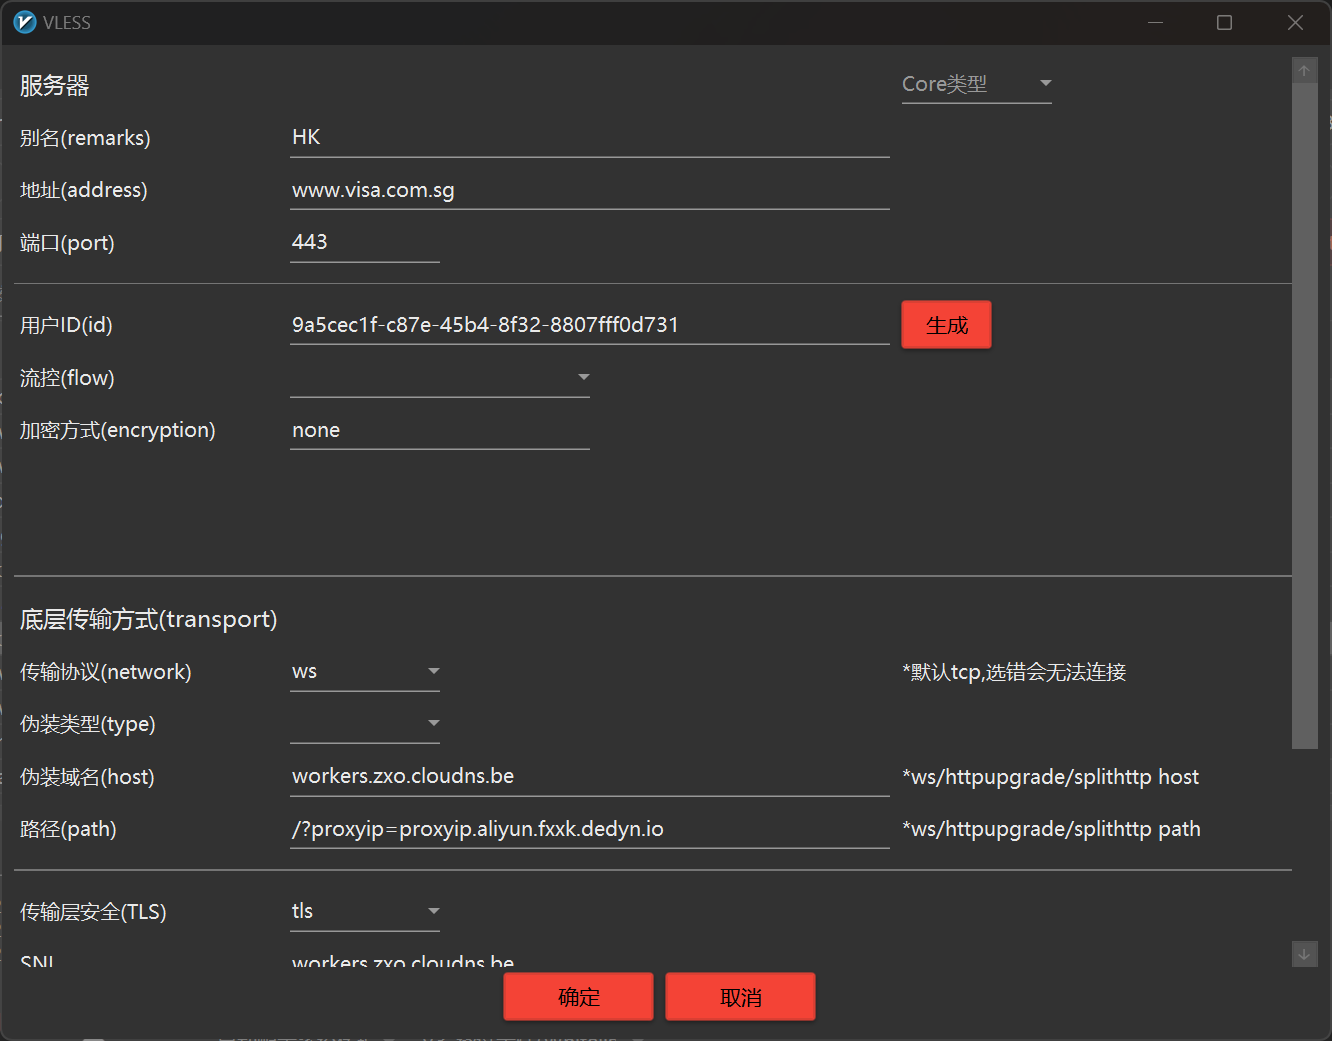 VLESS
服务器
Core类型
别名(remarks) HK
地址(address) www.visa.com.sg
端口(port) 443
用户ID(id) 9a5cec1f-c87e-45b4-8f32-8807fff0d731 生成
流控(flow)
加密方式(encryption) none
底层传输方式(transport)
传输协议(network) ws *默认tcp,选错会无法连接
伪装类型(type)
伪装域名(host) workers.zxo.cloudns.be *ws/httpupgrade/splithttp host
路径(path) /?proxyip=proxyip.aliyun.fxxk.dedyn.io *ws/httpupgrade/splithttp path
传输层安全(TLS) tls
SNI workers.zxo.cloudns.be
确定 取消